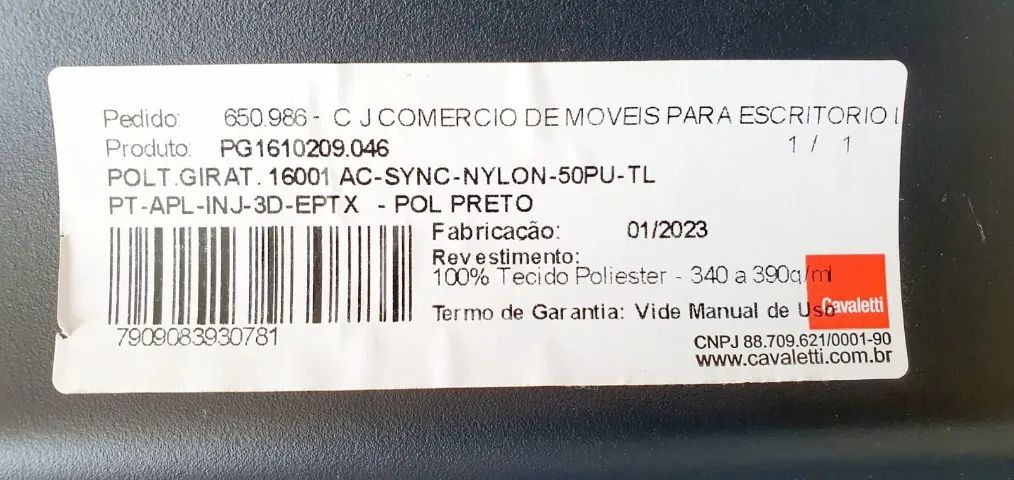 Pedido: 650.986 - C J COMERCIO DE MOVEIS PARA ESCRITORIO L
Produto: PG1610209.046 1 / 1
POLT.GIRAT. 16001 AC-SYNC-NYLON-50PU-TL
PT-APL-INJ-3D-EPTX - POL PRETO
Fabricação: 01/2023
Revestimento:
100% Tecido Poliester - 340 a 390g/ml
Termo de Garantia: Vide Manual de Uso
Cavaletti
7909083930781
CNPJ 88.709.621/0001-90
www.cavaletti.com.br